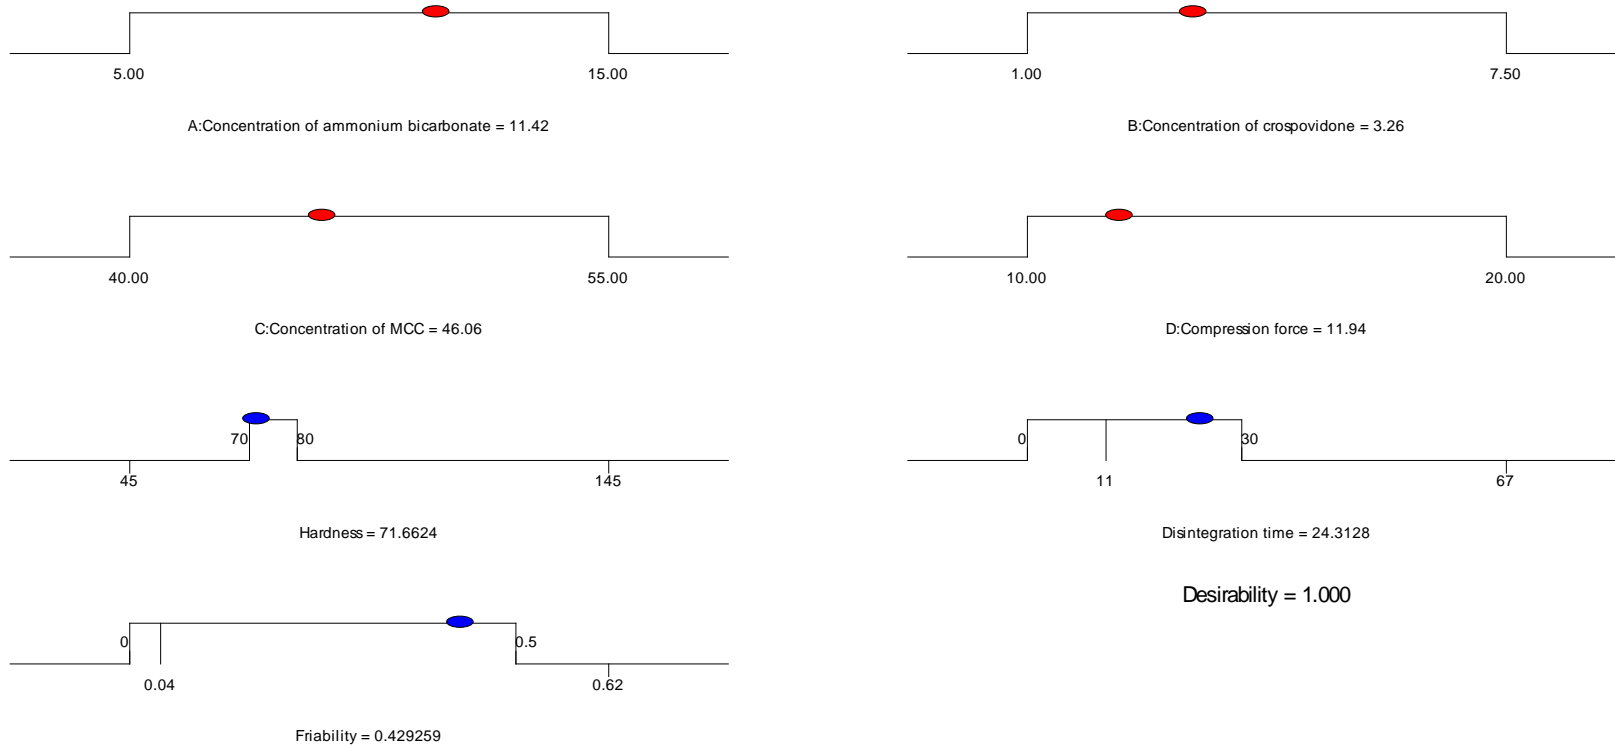 5.00
15.00
A:Concentration of ammonium bicarbonate = 11.42
1.00
7.50
B:Concentration of crospovidone = 3.26
40.00
55.00
C:Concentration of MCC = 46.06
10.00
20.00
D:Compression force = 11.94
70
80
45
145
Hardness = 71.6624
0
30
11
67
Disintegration time = 24.3128
0
0.5
0.04
0.62
Friability = 0.429259
Desirability = 1.000